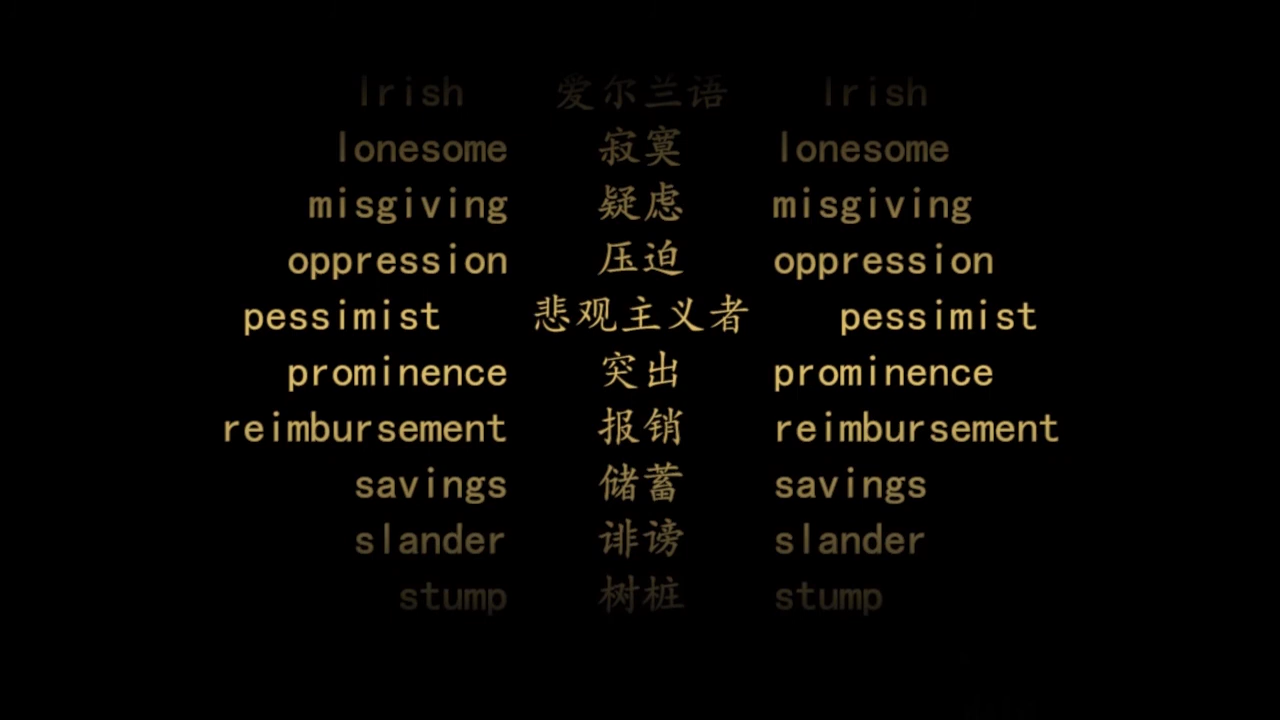 Irish 爱尔兰语 Irish
lonesome 寂寞 lonesome
misgiving 疑虑 misgiving
oppression 压迫 oppression
pessimist 悲观主义者 pessimist
prominence 突出 prominence
reimbursement 报销 reimbursement
savings 储蓄 savings
slander 诽谤 slander
stump 树桩 stump